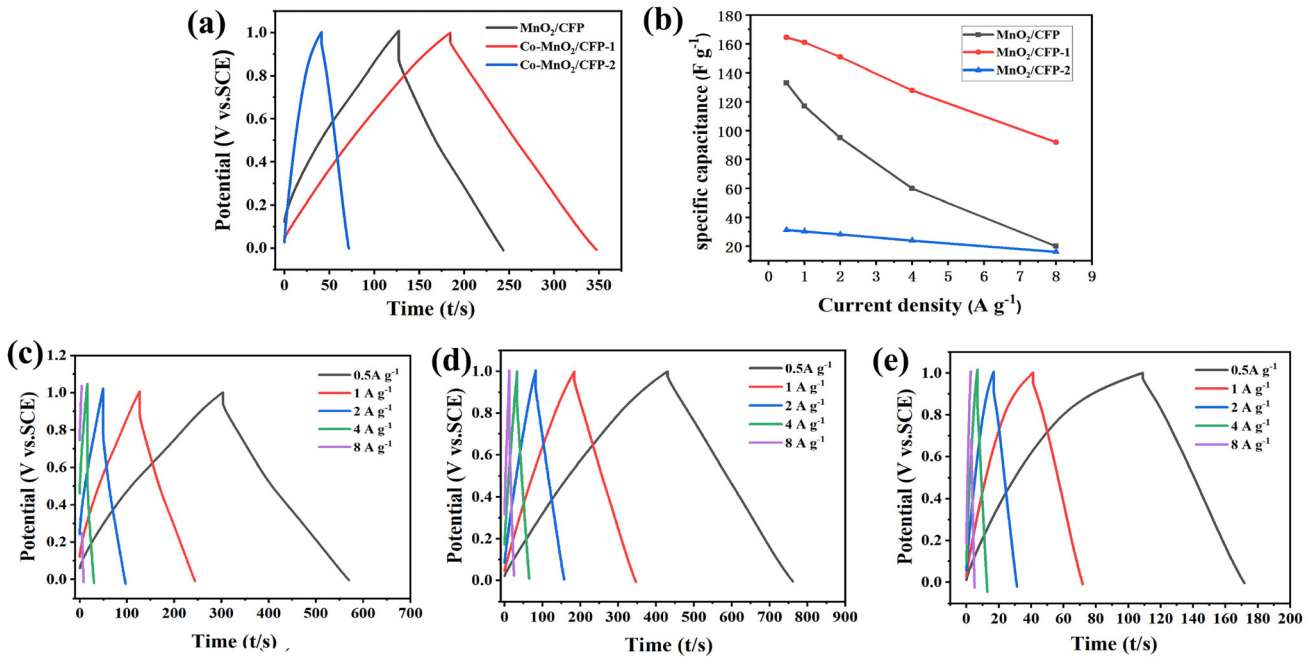 (a)
Potential (V vs.SCE)
1.0
0.8
0.6
0.4
0.2
0.0
MnO₂/CFP
Co-MnO₂/CFP-1
Co-MnO₂/CFP-2
0 50 100 150 200 250 300 350
Time (t/s)
(b)
specific capacitance (F g⁻¹)
180
160
140
120
100
80
60
40
20
MnO₂/CFP
MnO₂/CFP-1
MnO₂/CFP-2
0 1 2 3 4 5 6 7 8 9
Current density (A g⁻¹)
(c)
Potential (V vs.SCE)
1.2
1.0
0.8
0.6
0.4
0.2
0.0
0.5A g⁻¹
1 A g⁻¹
2 A g⁻¹
4 A g⁻¹
8 A g⁻¹
0 100 200 300 400 500 600 700
Time (t/s)
(d)
Potential (V vs.SCE)
1.0
0.8
0.6
0.4
0.2
0.0
0.5A g⁻¹
1 A g⁻¹
2 A g⁻¹
4 A g⁻¹
8 A g⁻¹
0 100 200 300 400 500 600 700 800 900
Time (t/s)
(e)
Potential (V vs.SCE)
1.0
0.8
0.6
0.4
0.2
0.0
0.5A g⁻¹
1 A g⁻¹
2 A g⁻¹
4 A g⁻¹
8 A g⁻¹
0 20 40 60 80 100 120 140 160 180 200
Time (t/s)